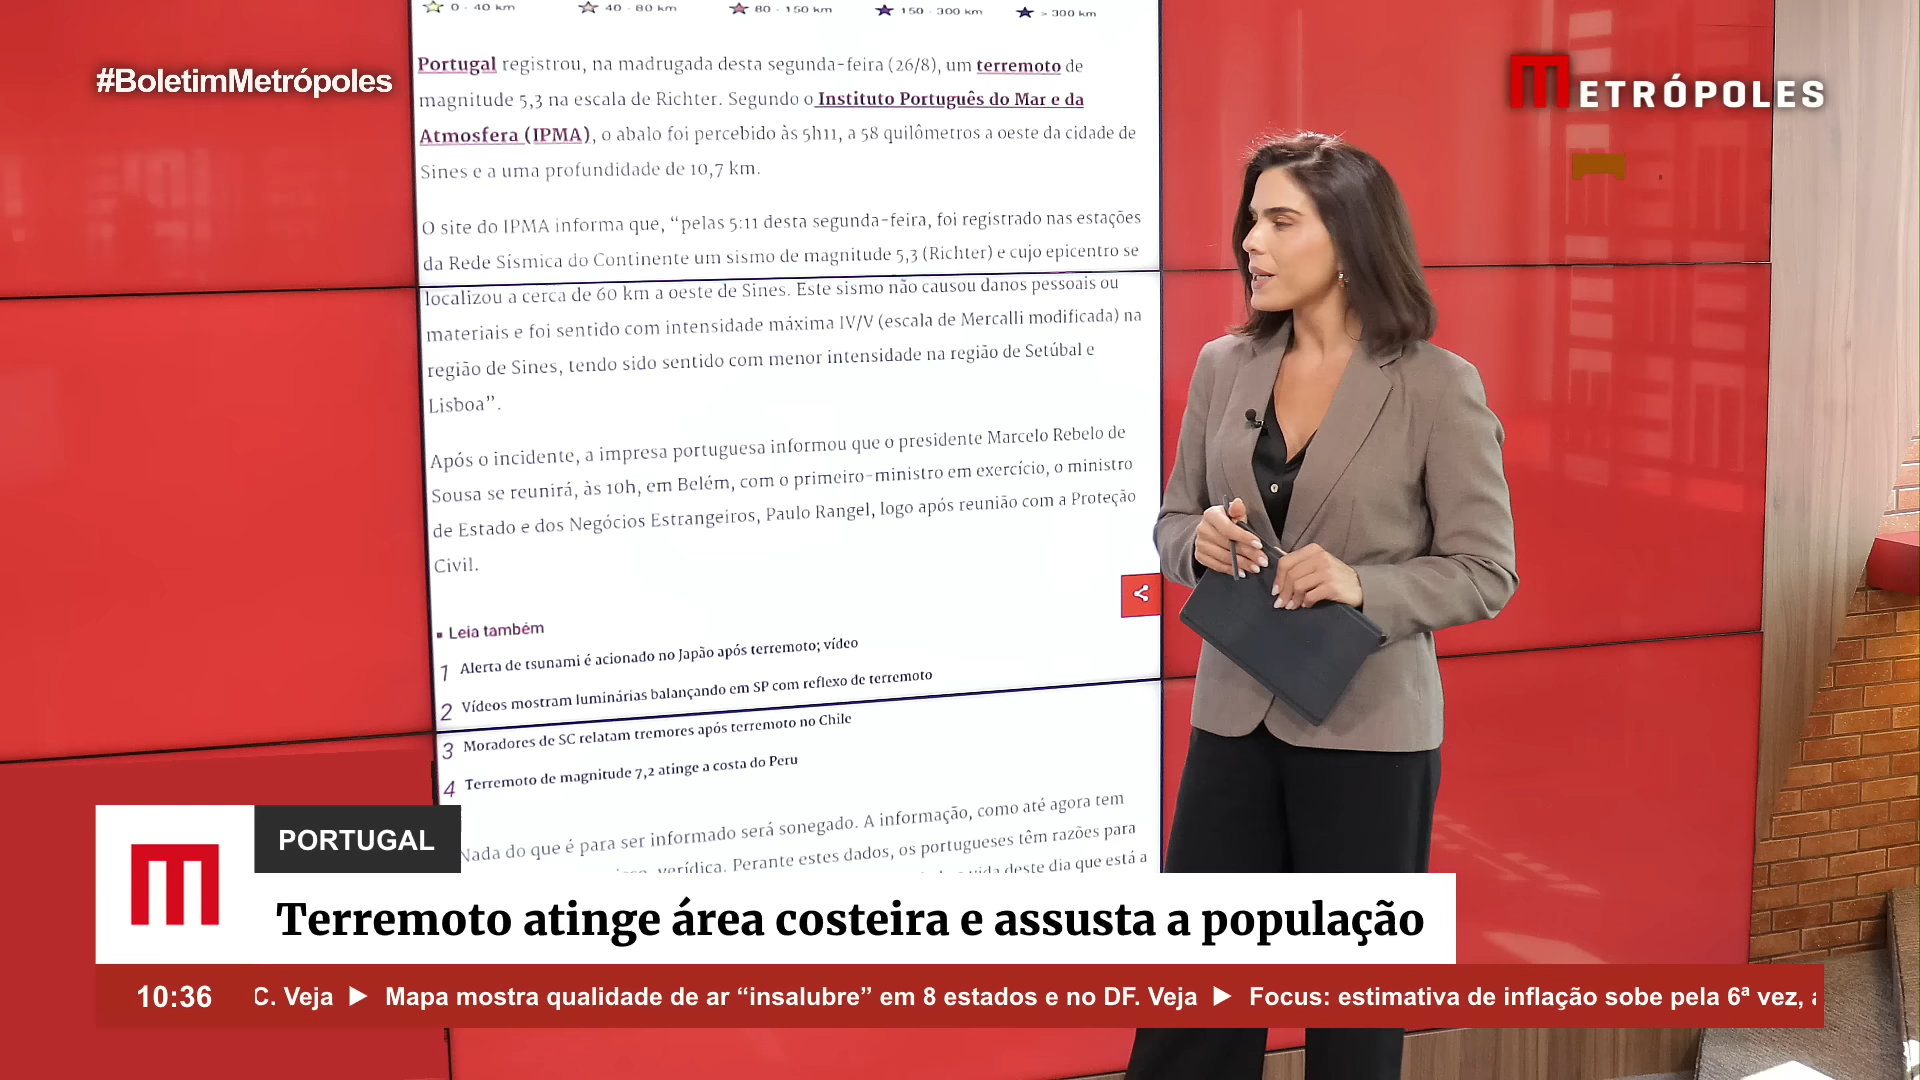 0 - 40 km
40 - 80 km
80 - 150 km
150 - 300 km
> 300 km
#BoletimMetrópoles
METRÓPOLES
Portugal registrou, na madrugada desta segunda-feira (26/8), um terremoto de
magnitude 5,3 na escala de Richter. Segundo o Instituto Português do Mar e da
Atmosfera (IPMA), o abalo foi percebido às 5h11, a 58 quilômetros a oeste da cidade de
Sines e a uma profundidade de 10,7 km.
O site do IPMA informa que, “pelas 5:11 desta segunda-feira, foi registrado nas estações
da Rede Sísmica do Continente um sismo de magnitude 5,3 (Richter) e cujo epicentro se
localizou a cerca de 60 km a oeste de Sines. Este sismo não causou danos pessoais ou
materiais e foi sentido com intensidade máxima IV/V (escala de Mercalli modificada) na
região de Sines, tendo sido sentido com menor intensidade na região de Setúbal e
Lisboa”.
Após o incidente, a impresa portuguesa informou que o presidente Marcelo Rebelo de
Sousa se reunirá, às 10h, em Belém, com o primeiro-ministro em exercício, o ministro
de Estado e dos Negócios Estrangeiros, Paulo Rangel, logo após reunião com a Proteção
Civil.
Leia também
1 Alerta de tsunami é acionado no Japão após terremoto; vídeo
2 Vídeos mostram luminárias balançando em SP com reflexo de terremoto
3 Moradores de SC relatam tremores após terremoto no Chile
4 Terremoto de magnitude 7,2 atinge a costa do Peru
Nada do que é para ser informado será sonegado. A informação, como até agora tem
verídica. Perante estes dados, os portugueses têm razões para
vida deste dia que está a
PORTUGAL
Terremoto atinge área costeira e assusta a população
10:36 C. Veja ▶ Mapa mostra qualidade de ar “insalubre” em 8 estados e no DF. Veja ▶ Focus: estimativa de inflação sobe pela 6ª vez,